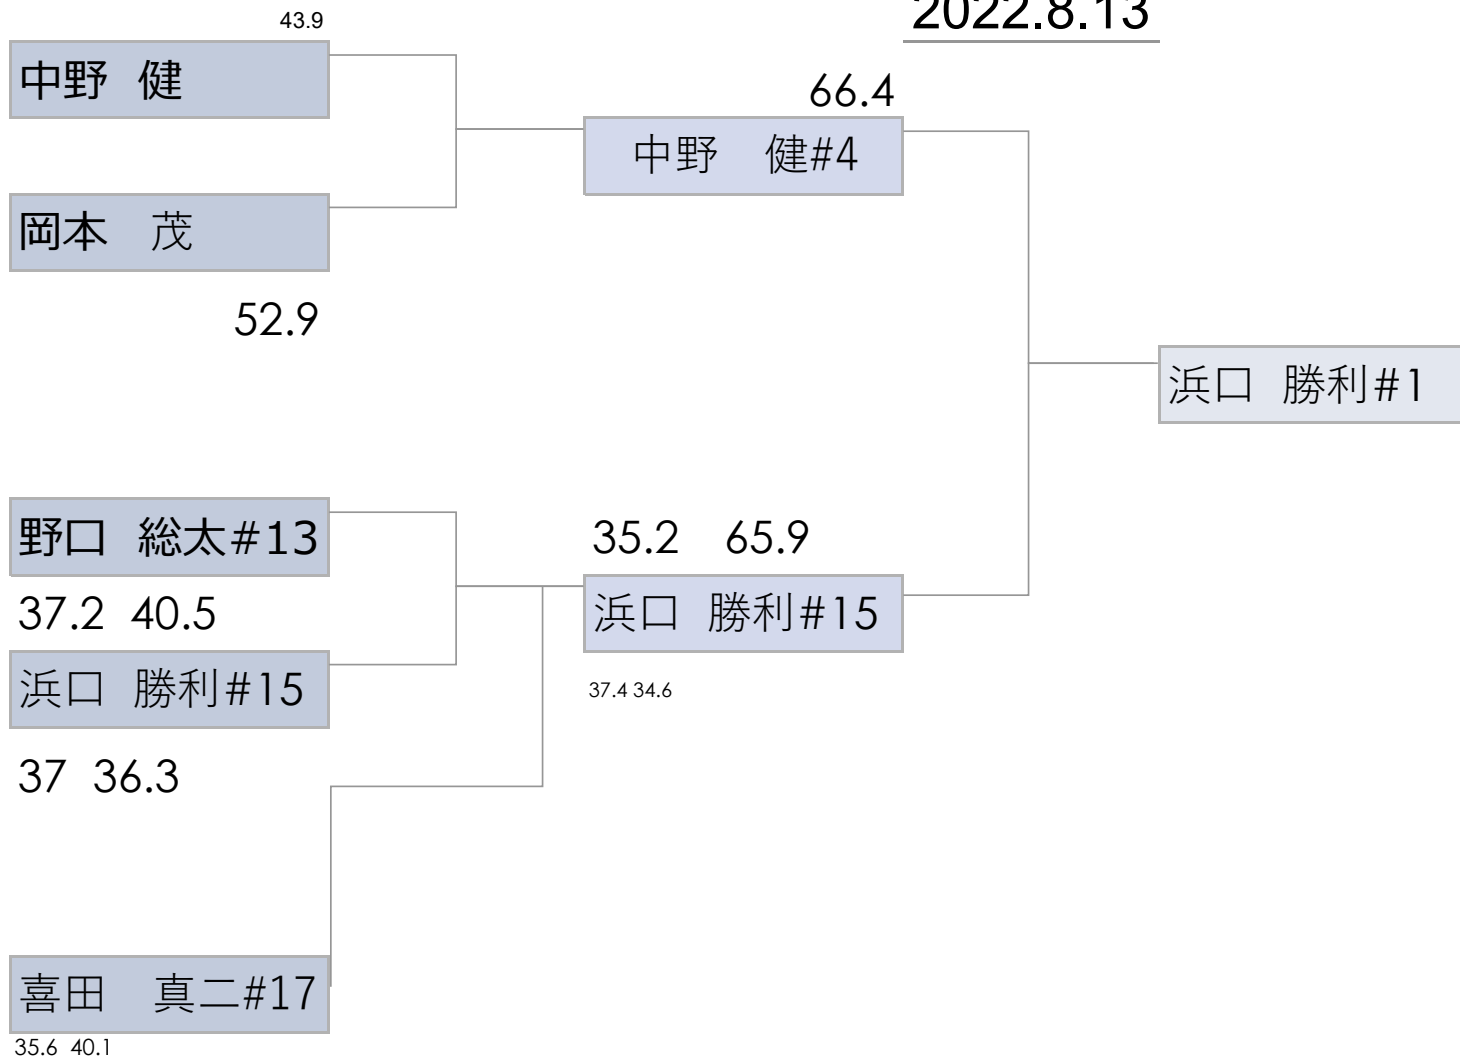 2022.8.13
43.9
中野 健
66.4
中野　健#4
岡本　茂
52.9
浜口 勝利#1
野口 総太#13
35.2 65.9
37.2 40.5
浜口 勝利#15
浜口 勝利#15
37.4 34.6
37 36.3
喜田　真二#17
35.6 40.1